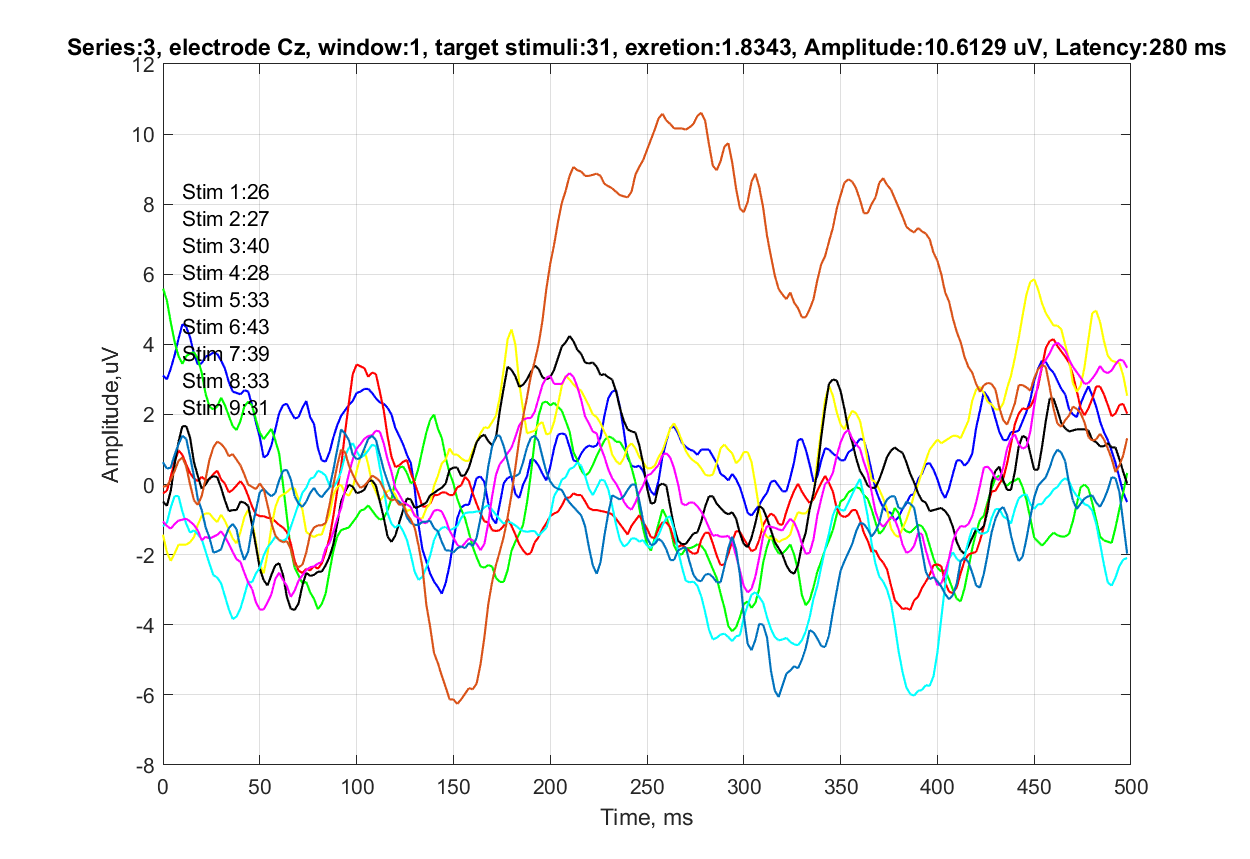 Series:3, electrode Cz, window:1, target stimuli:31, exretion:1.8343, Amplitude:10.6129 uV, Latency:280 ms
12
10
8
6
4
2
0
-2
-4
-6
-8
Amplitude,uV
Stim 1:26
Stim 2:27
Stim 3:40
Stim 4:28
Stim 5:33
Stim 6:43
Stim 7:39
Stim 8:33
Stim 9:31
0 50 100 150 200 250 300 350 400 450 500
Time, ms